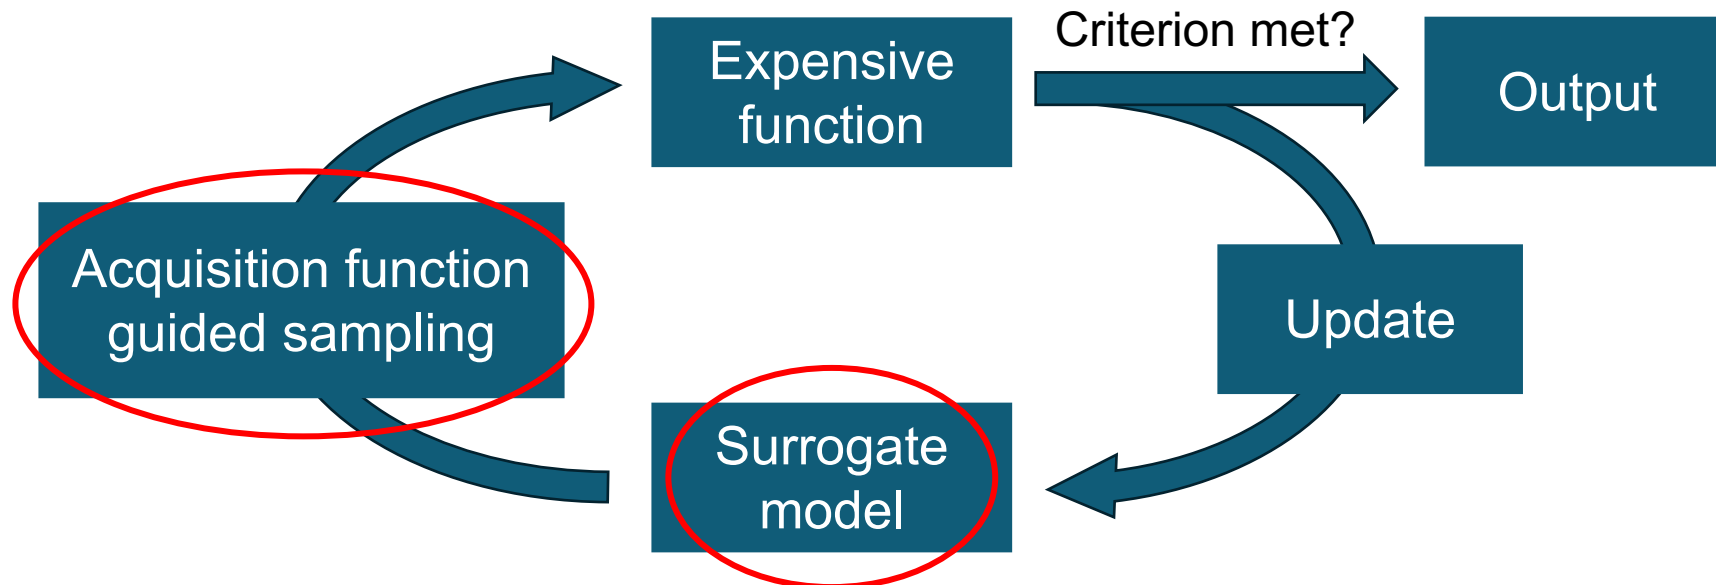 Criterion met?
Expensive
function
Output
Acquisition function
guided sampling
Update
Surrogate
model